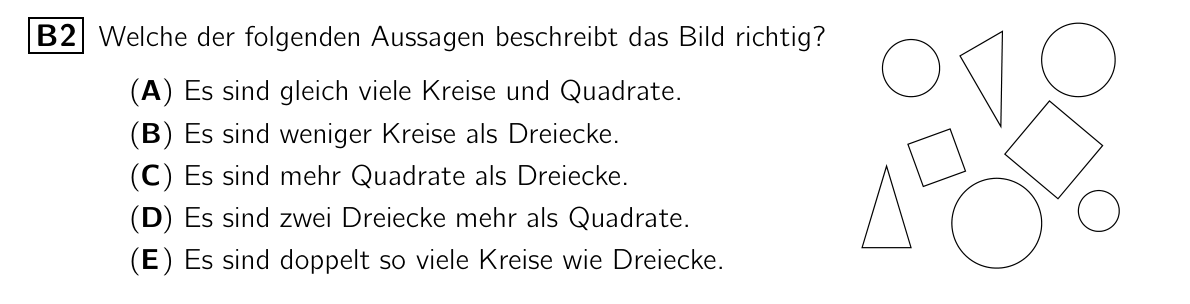 B2 Welche der folgenden Aussagen beschreibt das Bild richtig?
(A) Es sind gleich viele Kreise und Quadrate.
(B) Es sind weniger Kreise als Dreiecke.
(C) Es sind mehr Quadrate als Dreiecke.
(D) Es sind zwei Dreiecke mehr als Quadrate.
(E) Es sind doppelt so viele Kreise wie Dreiecke.